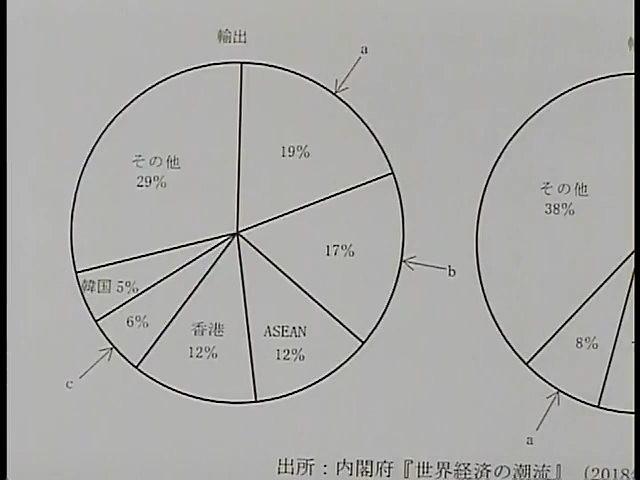 輸出
a
その他
29%
19%
17%
b
韓国 5%
6%
香港
12%
ASEAN
12%
c
その他
38%
8%
a
出所：内閣府『世界経済の潮流』（2018